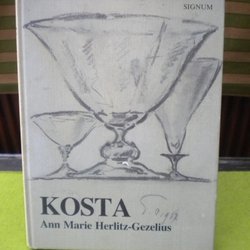 SIGNUM
KOSTA
Ann Marie Herlitz-Gezelius